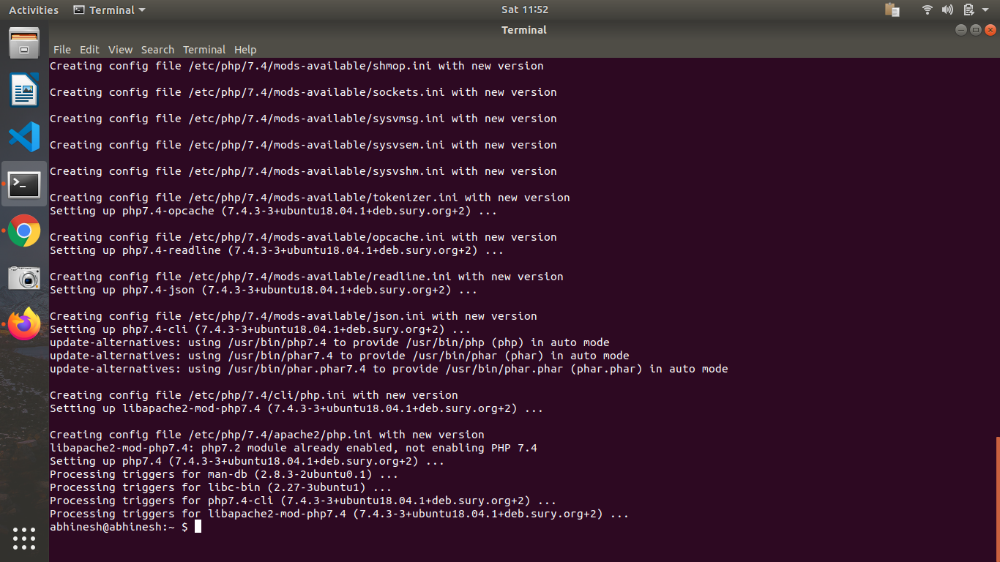 Activities Terminal Sat 11:52
Terminal
File Edit View Search Terminal Help
Creating config file /etc/php/7.4/mods-available/shmop.ini with new version
Creating config file /etc/php/7.4/mods-available/sockets.ini with new version
Creating config file /etc/php/7.4/mods-available/sysvmsg.ini with new version
Creating config file /etc/php/7.4/mods-available/sysvsem.ini with new version
Creating config file /etc/php/7.4/mods-available/sysvshm.ini with new version
Creating config file /etc/php/7.4/mods-available/tokenizer.ini with new version
Setting up php7.4-opcache (7.4.3-3+ubuntu18.04.1+deb.sury.org+2) ...
Creating config file /etc/php/7.4/mods-available/opcache.ini with new version
Setting up php7.4-readline (7.4.3-3+ubuntu18.04.1+deb.sury.org+2) ...
Creating config file /etc/php/7.4/mods-available/readline.ini with new version
Setting up php7.4-json (7.4.3-3+ubuntu18.04.1+deb.sury.org+2) ...
Creating config file /etc/php/7.4/mods-available/json.ini with new version
Setting up php7.4-cli (7.4.3-3+ubuntu18.04.1+deb.sury.org+2) ...
update-alternatives: using /usr/bin/php7.4 to provide /usr/bin/php (php) in auto mode
update-alternatives: using /usr/bin/phar7.4 to provide /usr/bin/phar (phar) in auto mode
update-alternatives: using /usr/bin/phar.phar7.4 to provide /usr/bin/phar.phar (phar.phar) in auto mode
Creating config file /etc/php/7.4/cli/php.ini with new version
Setting up libapache2-mod-php7.4 (7.4.3-3+ubuntu18.04.1+deb.sury.org+2) ...
Creating config file /etc/php/7.4/apache2/php.ini with new version
libapache2-mod-php7.4: php7.2 module already enabled, not enabling PHP 7.4
Setting up php7.4 (7.4.3-3+ubuntu18.04.1+deb.sury.org+2) ...
Processing triggers for man-db (2.8.3-2ubuntu0.1) ...
Processing triggers for libc-bin (2.27-3ubuntu1) ...
Processing triggers for php7.4-cli (7.4.3-3+ubuntu18.04.1+deb.sury.org+2) ...
Processing triggers for libapache2-mod-php7.4 (7.4.3-3+ubuntu18.04.1+deb.sury.org+2) ...
abhinesh@abhinesh:~ $